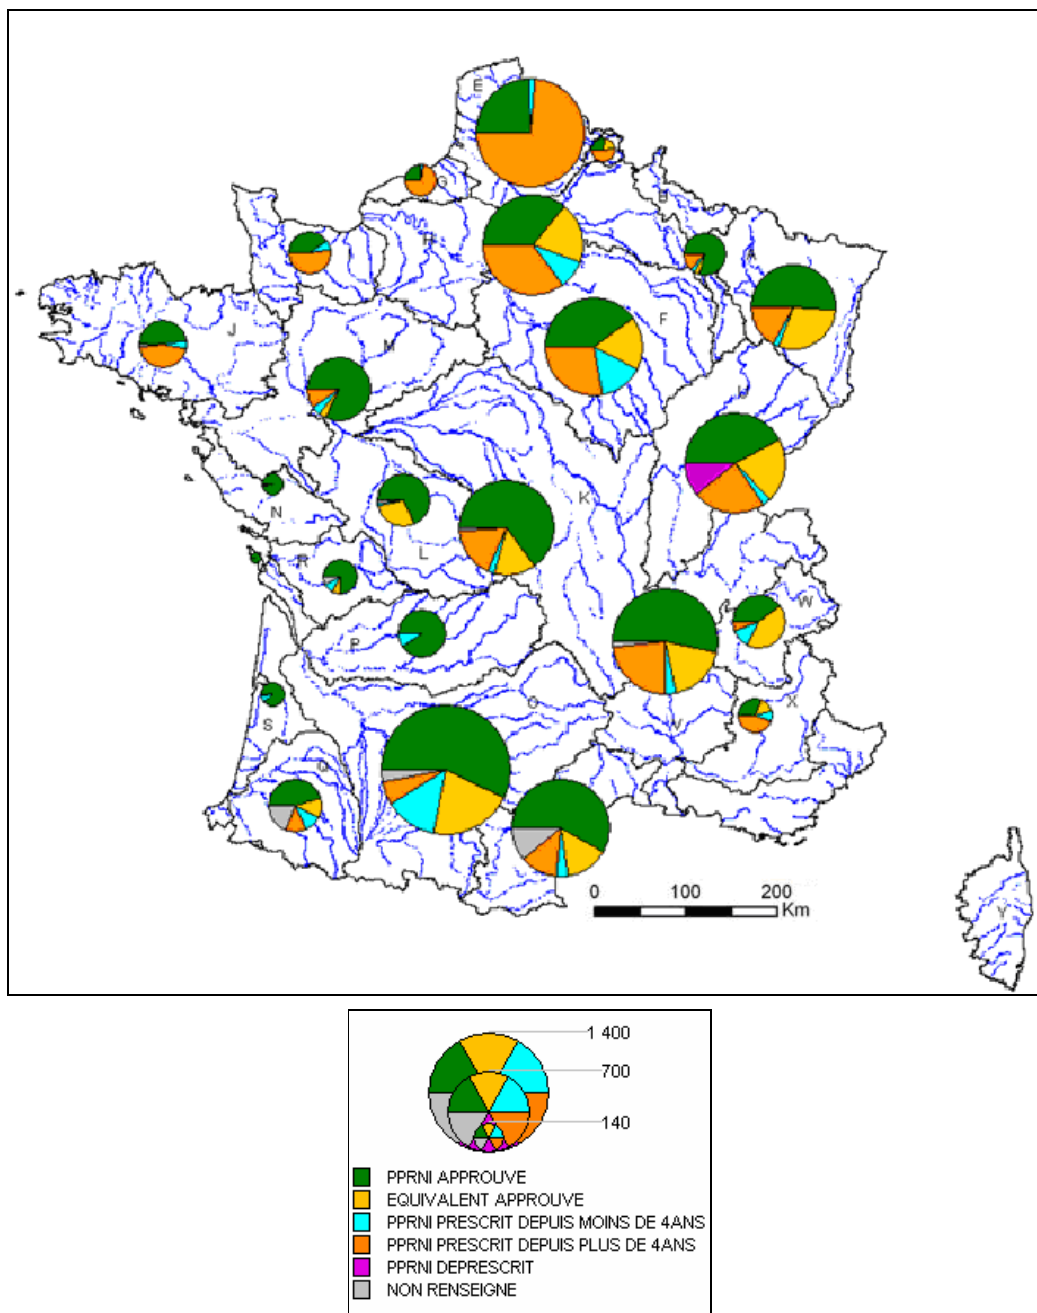 E
G
B
H
F
J
M
I
K
N
L
R
W
P
X
O
V
S
Q
0 100 200
Km
Y
1 400
700
140
PPRNI APPROUVE
EQUIVALENT APPROUVE
PPRNI PRESCRIT DEPUIS MOINS DE 4ANS
PPRNI PRESCRIT DEPUIS PLUS DE 4ANS
PPRNI DEPRESCRIT
NON RENSEIGNE